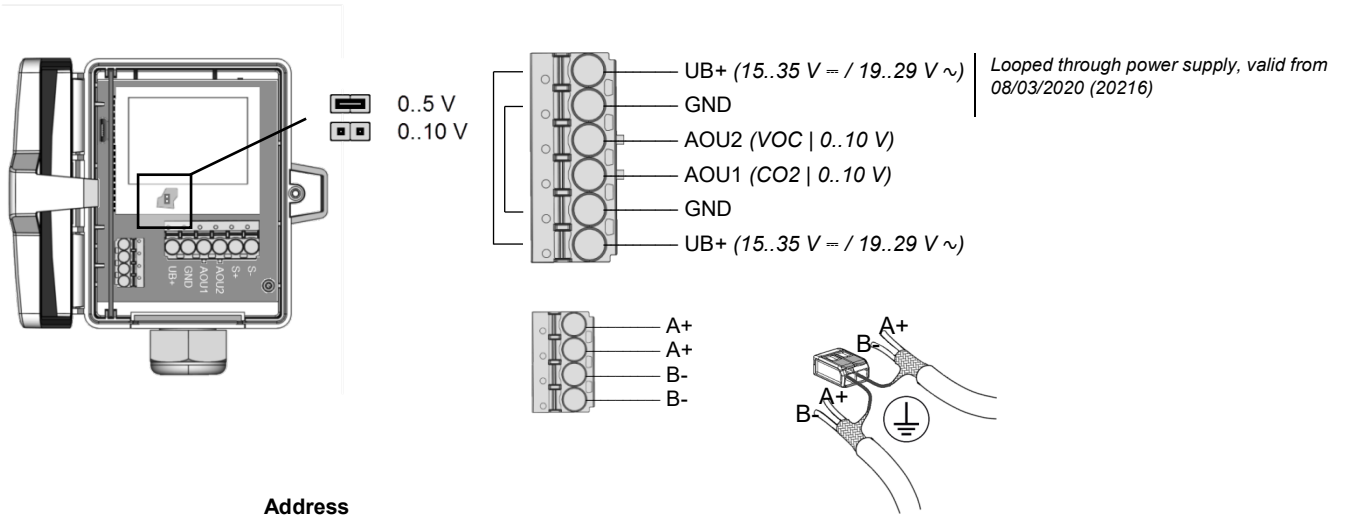 0..5 V
0..10 V
UB+
GND
AOU1
AOU2
S+
S-
UB+ (15..35 V ⎓ / 19..29 V ∿)
GND
AOU2 (VOC | 0..10 V)
AOU1 (CO2 | 0..10 V)
GND
UB+ (15..35 V ⎓ / 19..29 V ∿)
Looped through power supply, valid from
08/03/2020 (20216)
A+
A+
B-
B-
A+
B-
A+
B-
Address